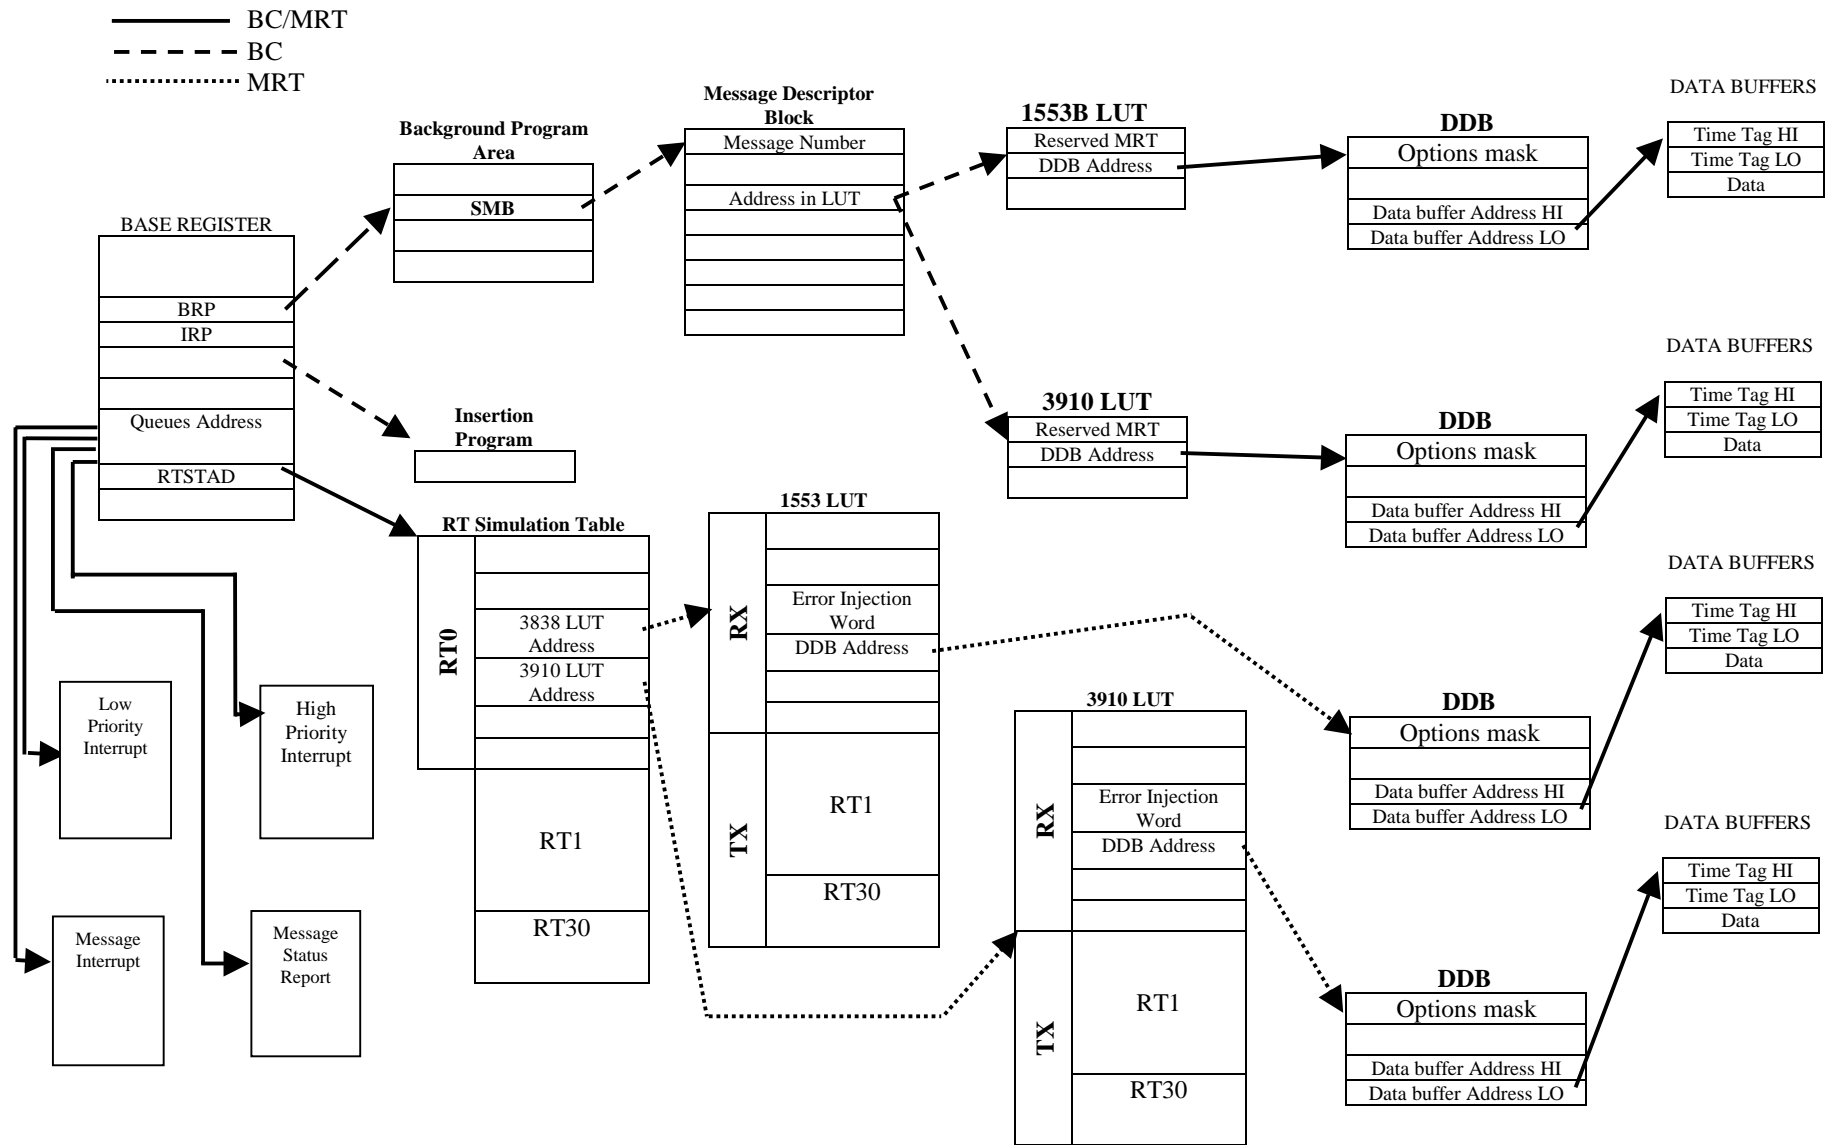 BC/MRT
BC
MRT
BASE REGISTER
BRP
IRP
Queues Address
RTSTAD
Background Program
Area
SMB
Insertion
Program
Message Descriptor
Block
Message Number
Address in LUT
1553B LUT
Reserved MRT
DDB Address
DDB
Options mask
Data buffer Address HI
Data buffer Address LO
DATA BUFFERS
Time Tag HI
Time Tag LO
Data
3910 LUT
Reserved MRT
DDB Address
DDB
Options mask
Data buffer Address HI
Data buffer Address LO
DATA BUFFERS
Time Tag HI
Time Tag LO
Data
RT Simulation Table
RT0
3838 LUT
Address
3910 LUT
Address
RT1
RT30
1553 LUT
RX
Error Injection
Word
DDB Address
TX
RT1
RT30
DDB
Options mask
Data buffer Address HI
Data buffer Address LO
DATA BUFFERS
Time Tag HI
Time Tag LO
Data
3910 LUT
RX
Error Injection
Word
DDB Address
TX
RT1
RT30
DDB
Options mask
Data buffer Address HI
Data buffer Address LO
DATA BUFFERS
Time Tag HI
Time Tag LO
Data
Low
Priority
Interrupt
High
Priority
Interrupt
Message
Interrupt
Message
Status
Report